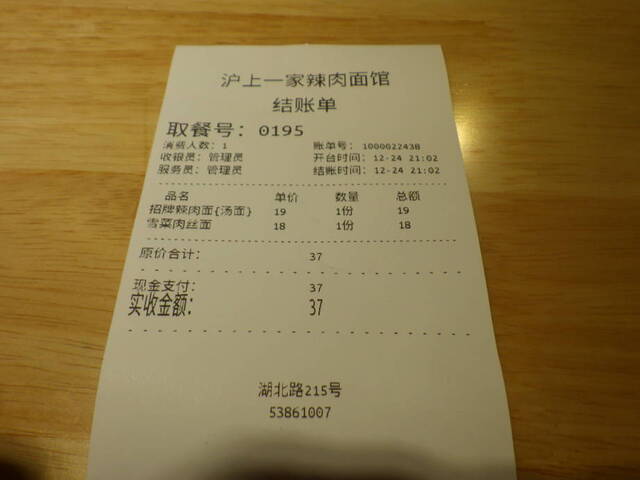 沪上一家辣肉面馆
结账单
取餐号：0195
消费人数：1 账单号：1000022438
收银员：管理员 开台时间：12-24 21:02
服务员：管理员 结账时间：12-24 21:02
品名 单价 数量 总额
招牌辣肉面{汤面} 19 1份 19
雪菜肉丝面 18 1份 18
原价合计： 37
现金支付： 37
实收金额： 37
湖北路215号
53861007